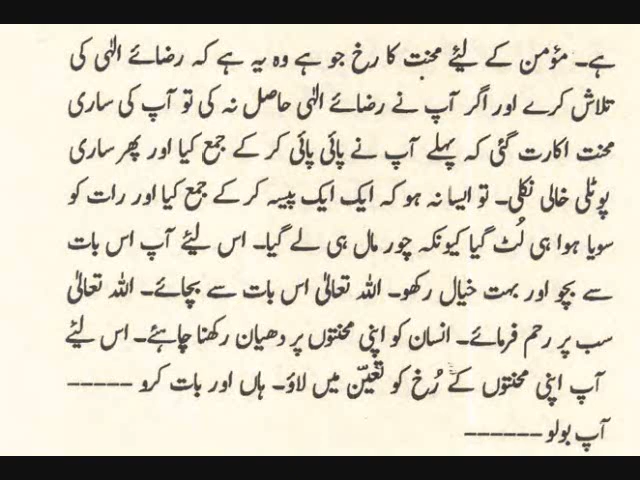 ہے۔ مؤمن کے لیئے محنت کا رخ جو ہے وہ یہ ہے کہ رضائے الٰہی کی
تلاش کرے اور اگر آپ نے رضائے الٰہی حاصل نہ کی تو آپ کی ساری
محنت اکارت گئی کہ پہلے آپ نے پائی پائی کر کے جمع کیا اور پھر ساری
پوٹلی خالی نکلی۔ تو ایسا نہ ہو کہ ایک ایک پیسہ کر کے جمع کیا اور رات کو
سویا ہوا ہی لُٹ گیا کیونکہ چور مال ہی لے گیا۔ اس لیئے آپ اس بات
سے بچو اور بہت خیال رکھو۔ اللہ تعالیٰ اس بات سے بچائے۔ اللہ تعالیٰ
سب پر رحم فرمائے۔ انسان کو اپنی محنتوں پر دھیان رکھنا چاہئے۔ اس لیئے
آپ اپنی محنتوں کے رُخ کو تعیّن میں لاؤ۔ ہاں اور بات کرو ------
آپ بولو -------